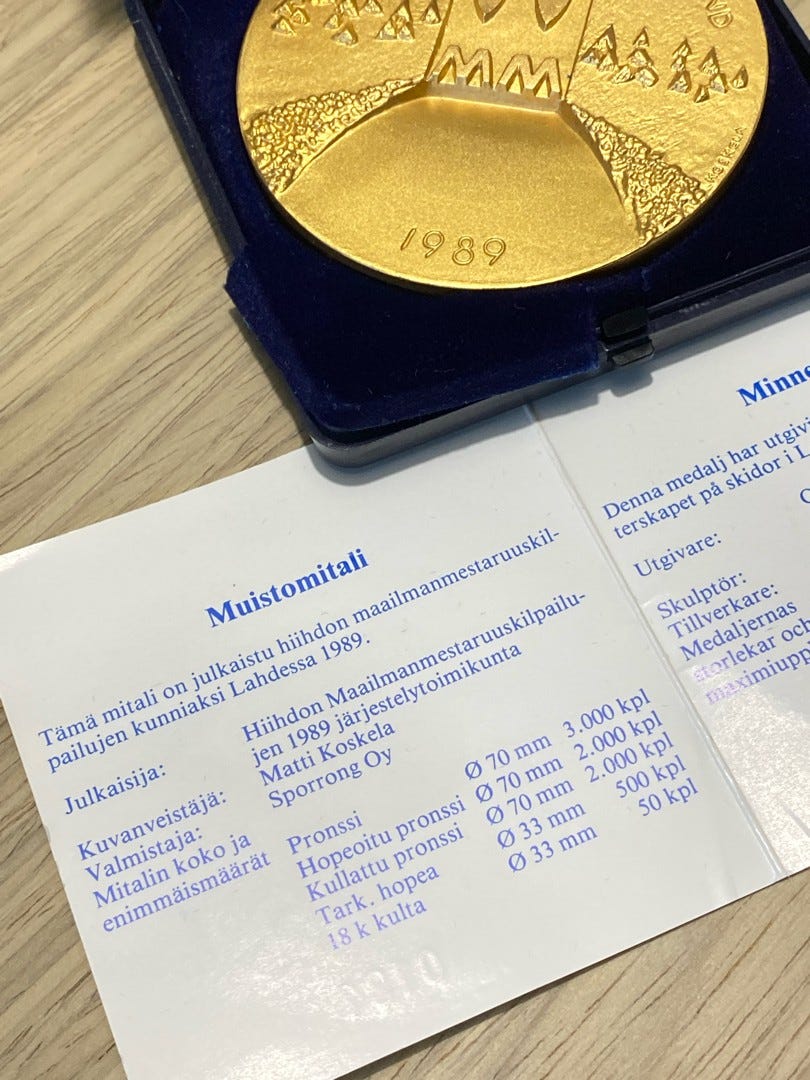 ND
MM
K. KOSKELA
1989
Muistomitali
Tämä mitali on julkaistu hiihdon maailmanmestaruuskil-
pailujen kunniaksi Lahdessa 1989.
Julkaisija: Hiihdon Maailmanmestaruuskilpailu-
jen 1989 järjestelytoimikunta
Kuvanveistäjä: Matti Koskela
Valmistaja: Sporrong Oy
Mitalin koko ja
enimmäismäärät
Pronssi Ø 70 mm 3.000 kpl
Hopeoitu pronssi Ø 70 mm 2.000 kpl
Kullattu pronssi Ø 70 mm 2.000 kpl
Tark. hopea Ø 33 mm 500 kpl
18 k kulta Ø 33 mm 50 kpl
Minne
Denna medalj har utgivi
terskapet på skidor i L
Utgivare: O
Skulptör:
Tillverkare:
Medaljernas
storlekar och
maximiupp